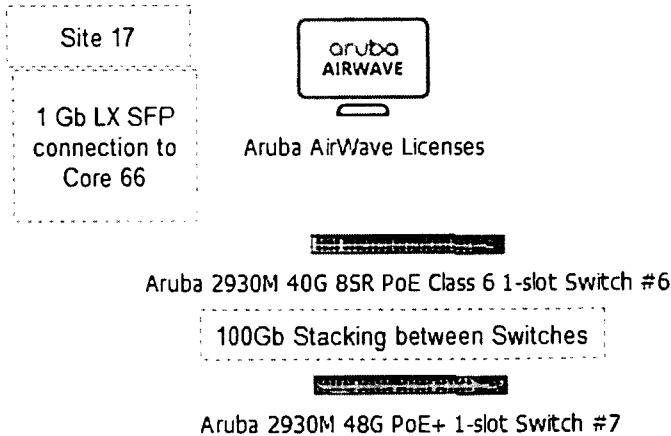 Site 17
1 Gb LX SFP
connection to
Core 66
aruba
AIRWAVE
Aruba AirWave Licenses
Aruba 2930M 40G 8SR PoE Class 6 1-slot Switch #6
100Gb Stacking between Switches
Aruba 2930M 48G PoE+ 1-slot Switch #7